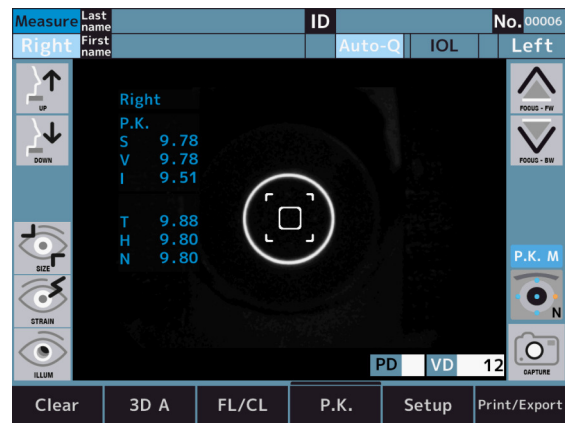 Measure Last name ID No. 00006
Right First name Auto-Q IOL Left
UP
DOWN
FOCUS - FW
FOCUS - BW
Right
P.K.
S 9.78
V 9.78
I 9.51
T 9.88
H 9.80
N 9.80
SIZE
STRAIN
ILLUM
P.K. M
N
CAPTURE
PD VD 12
Clear 3D A FL/CL P.K. Setup Print/Export